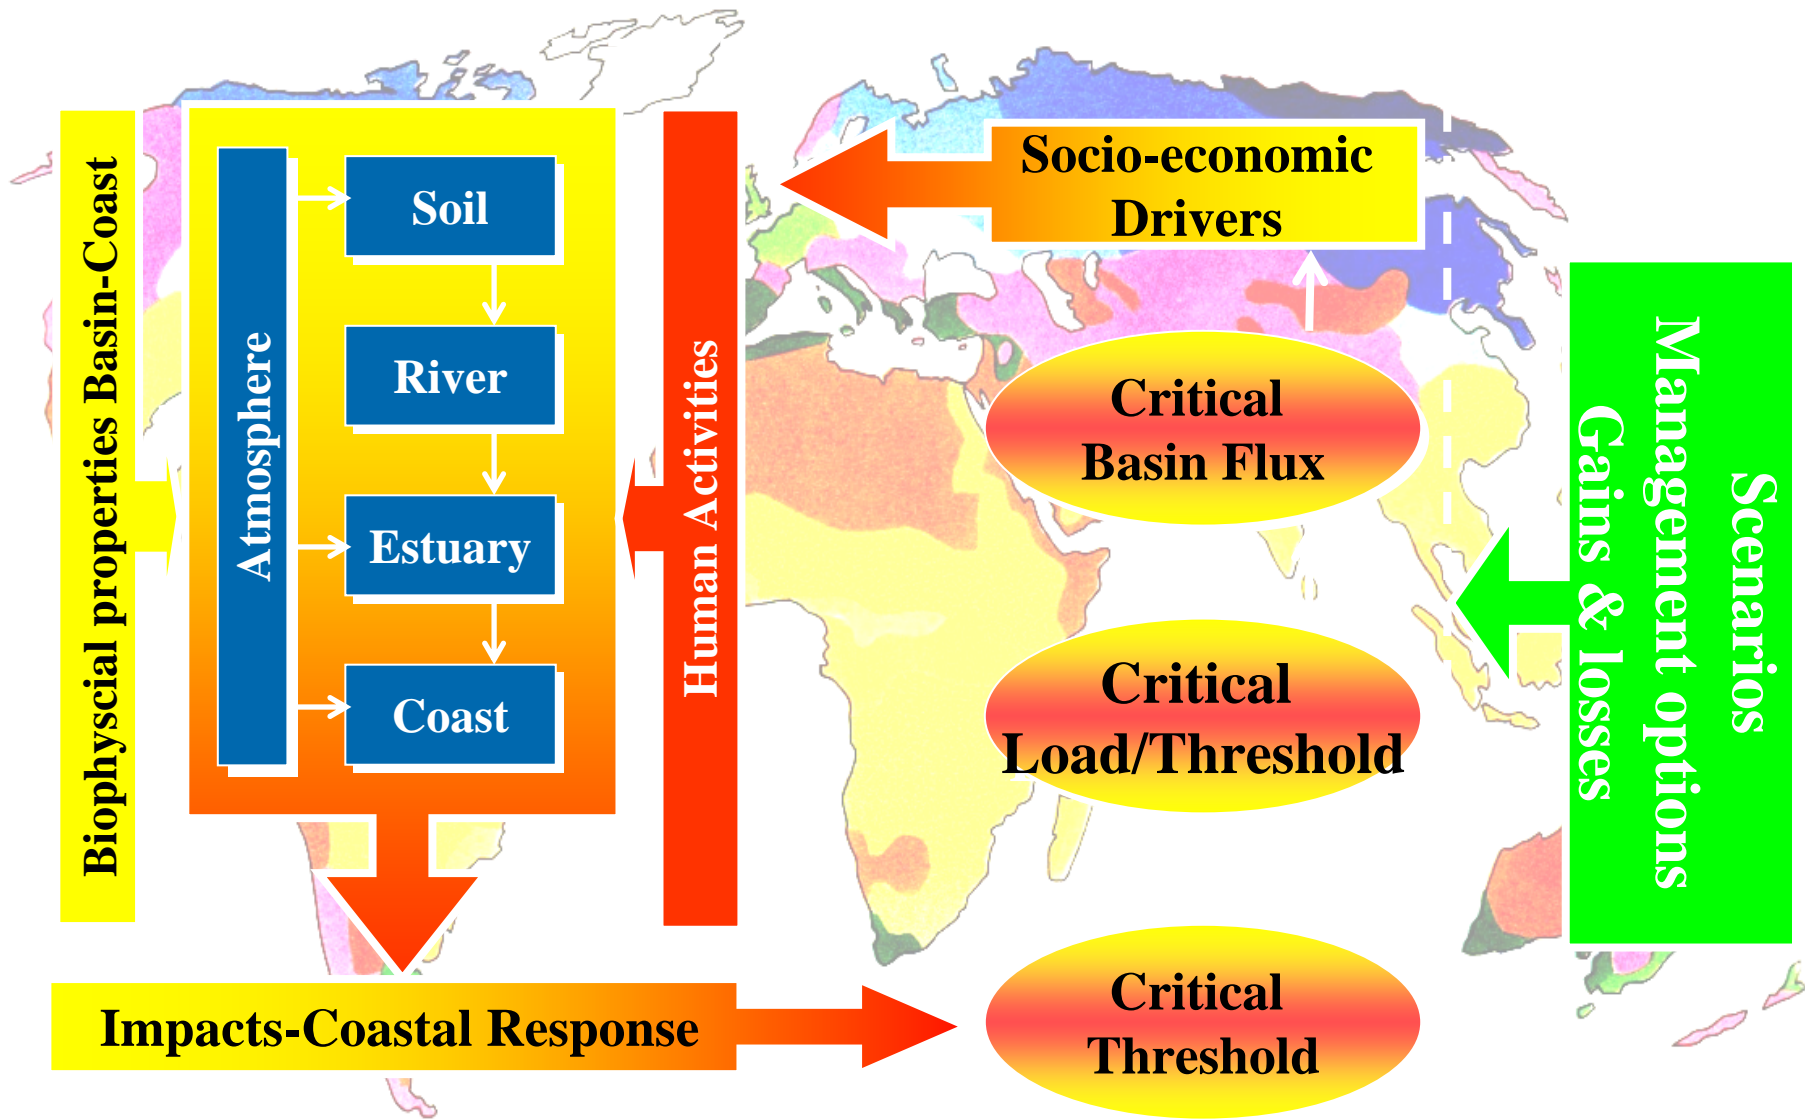 Biophyscial properties Basin-Coast
Atmosphere
Soil
River
Estuary
Coast
Human Activities
Socio-economic
Drivers
Critical
Basin Flux
Critical
Load/Threshold
Critical
Threshold
Impacts-Coastal Response
Scenarios
Management options
Gains & losses